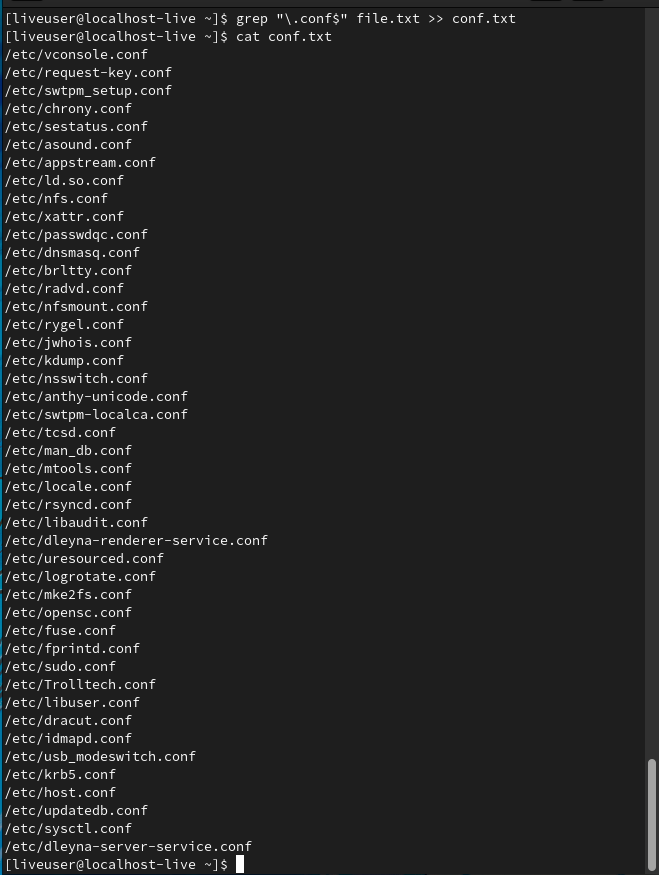 [liveuser@localhost-live ~]$ grep "\.conf$" file.txt >> conf.txt
[liveuser@localhost-live ~]$ cat conf.txt
/etc/vconsole.conf
/etc/request-key.conf
/etc/swtpm_setup.conf
/etc/chrony.conf
/etc/sestatus.conf
/etc/asound.conf
/etc/appstream.conf
/etc/ld.so.conf
/etc/nfs.conf
/etc/xattr.conf
/etc/passwdqc.conf
/etc/dnsmasq.conf
/etc/brltty.conf
/etc/radvd.conf
/etc/nfsmount.conf
/etc/rygel.conf
/etc/jwhois.conf
/etc/kdump.conf
/etc/nsswitch.conf
/etc/anthy-unicode.conf
/etc/swtpm-localca.conf
/etc/tcsd.conf
/etc/man_db.conf
/etc/mtools.conf
/etc/locale.conf
/etc/rsyncd.conf
/etc/libaudit.conf
/etc/dleyna-renderer-service.conf
/etc/uresourced.conf
/etc/logrotate.conf
/etc/mke2fs.conf
/etc/opensc.conf
/etc/fuse.conf
/etc/fprintd.conf
/etc/sudo.conf
/etc/Trolltech.conf
/etc/libuser.conf
/etc/dracut.conf
/etc/idmapd.conf
/etc/usb_modeswitch.conf
/etc/krb5.conf
/etc/host.conf
/etc/updatedb.conf
/etc/sysctl.conf
/etc/dleyna-server-service.conf
[liveuser@localhost-live ~]$